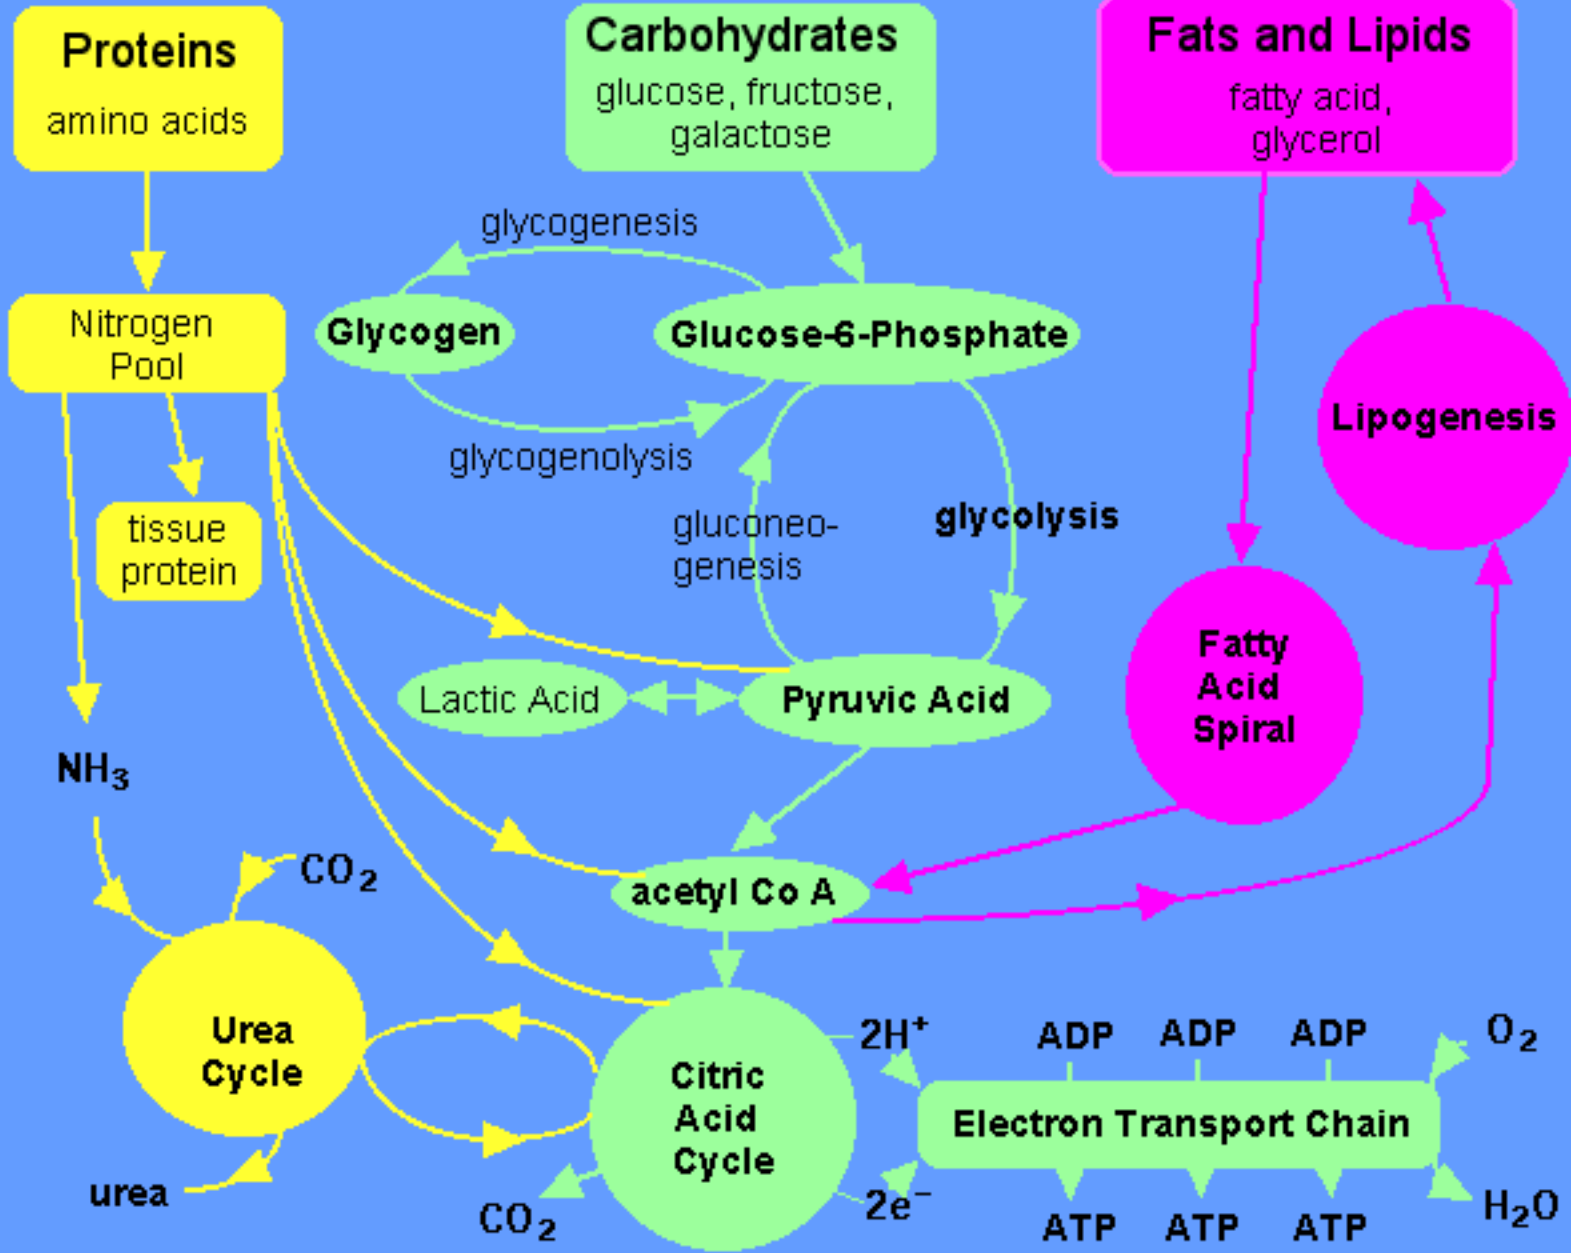 Proteins
amino acids
Carbohydrates
glucose, fructose,
galactose
Fats and Lipids
fatty acid,
glycerol
glycogenesis
Nitrogen
Pool
Glycogen
Glucose-6-Phosphate
Lipogenesis
glycogenolysis
tissue
protein
gluconeo-
genesis
glycolysis
Fatty
Acid
Spiral
Lactic Acid
Pyruvic Acid
NH₃
CO₂
acetyl Co A
Urea
Cycle
Citric
Acid
Cycle
2H⁺
ADP
ADP
ADP
O₂
Electron Transport Chain
urea
CO₂
2e⁻
ATP
ATP
ATP
H₂O